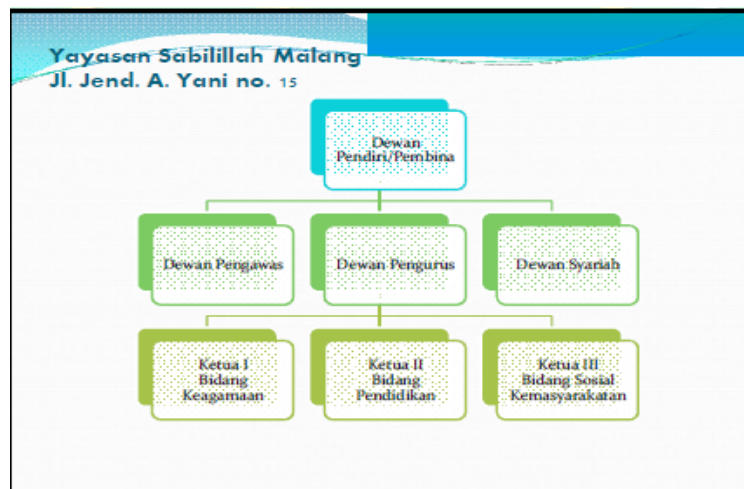 Yayasan Sabilillah Malang
Jl. Jend. A. Yani no. 15
Dewan
Pendiri/Pembina
Dewan Pengawas
Dewan Pengurus
Dewan Syariah
Ketua I
Bidang
Keagamaan
Ketua II
Bidang
Pendidikan
Ketua III
Bidang Sosial
Kemasyarakatan